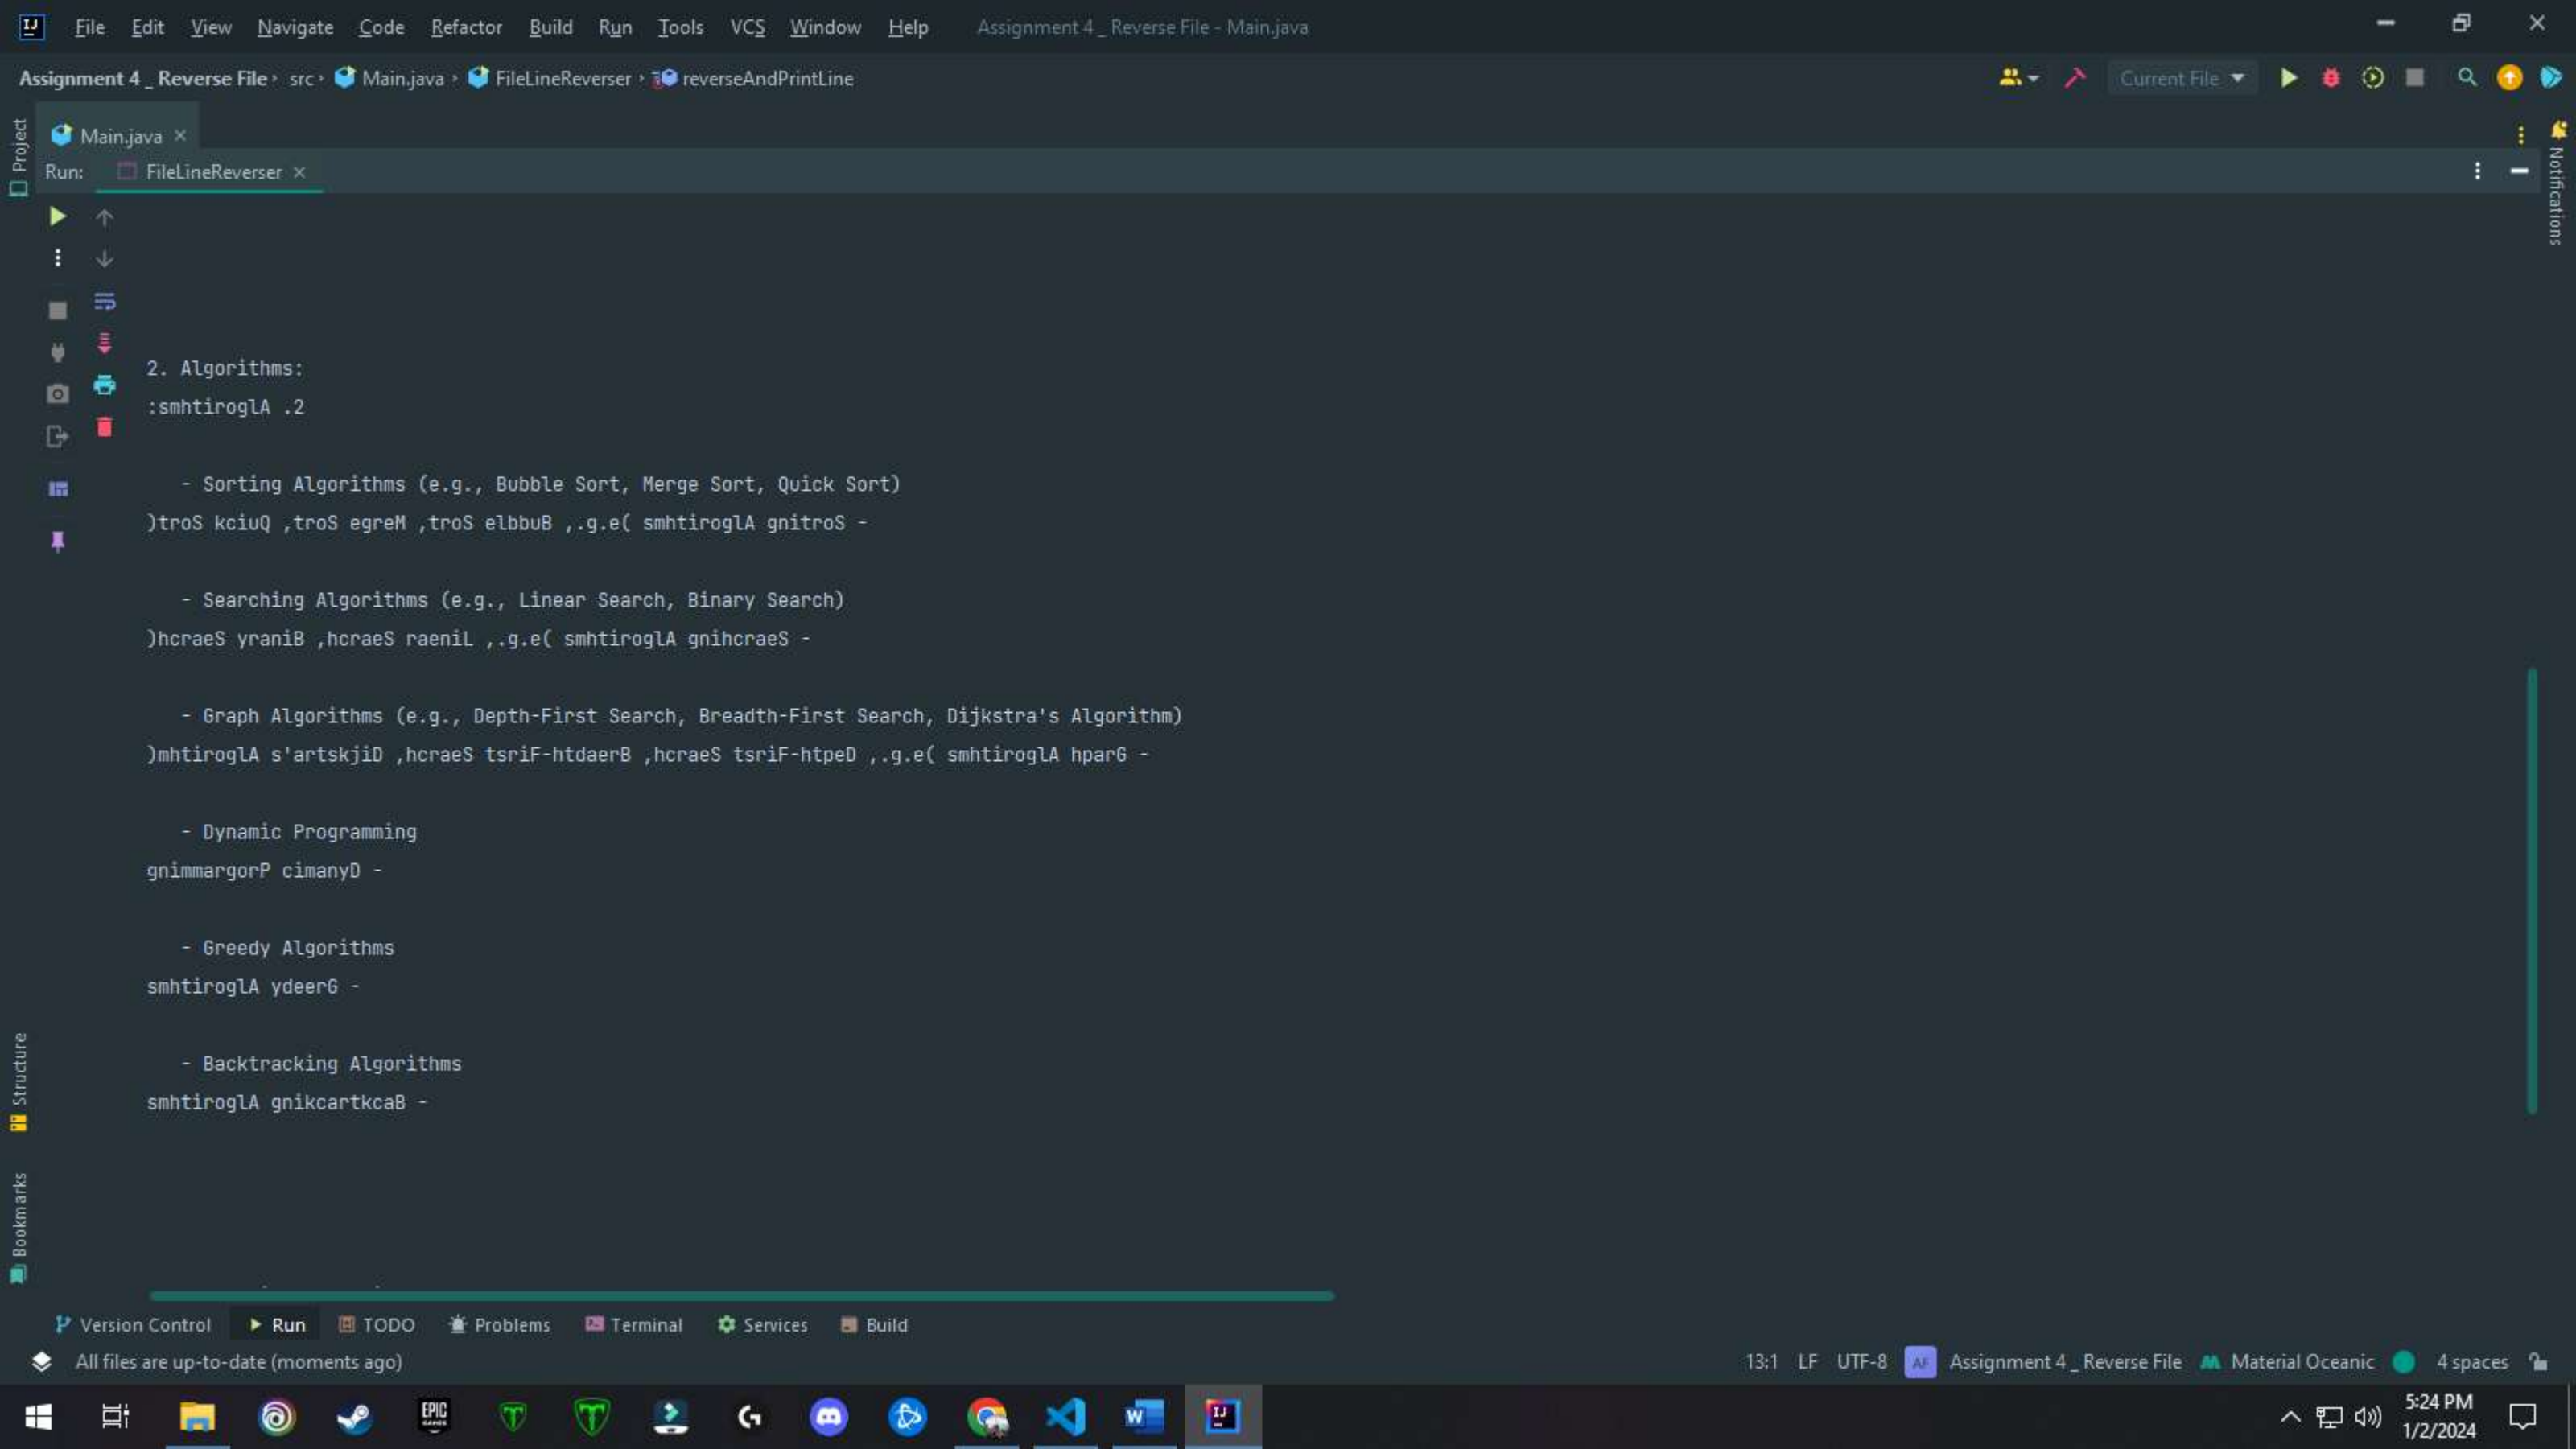 File Edit View Navigate Code Refactor Build Run Tools VCS Window Help Assignment 4 _ Reverse File - Main.java
Assignment 4 _ Reverse File src Main.java FileLineReverser reverseAndPrintLine Current File
Project
Main.java
Notifications
Run: FileLineReverser
2. Algorithms:
:smhtiroglA .2
- Sorting Algorithms (e.g., Bubble Sort, Merge Sort, Quick Sort)
)troS kciuQ ,troS egreM ,troS elbbuB ,.g.e( smhtiroglA gnitroS -
- Searching Algorithms (e.g., Linear Search, Binary Search)
)hcraeS yraniB ,hcraeS raeniL ,.g.e( smhtiroglA gnihcraeS -
- Graph Algorithms (e.g., Depth-First Search, Breadth-First Search, Dijkstra's Algorithm)
)mhtiroglA s'artskjiD ,hcraeS tsriF-htdaerB ,hcraeS tsriF-htpeD ,.g.e( smhtiroglA hparG -
- Dynamic Programming
gnimmargorP cimanyD -
- Greedy Algorithms
smhtiroglA ydeerG -
- Backtracking Algorithms
smhtiroglA gnikcartkcaB -
Structure
Bookmarks
Version Control Run TODO Problems Terminal Services Build
All files are up-to-date (moments ago) 13:1 LF UTF-8 AF Assignment 4 _ Reverse File Material Oceanic 4 spaces
EPIC GAMES
5:24 PM
1/2/2024